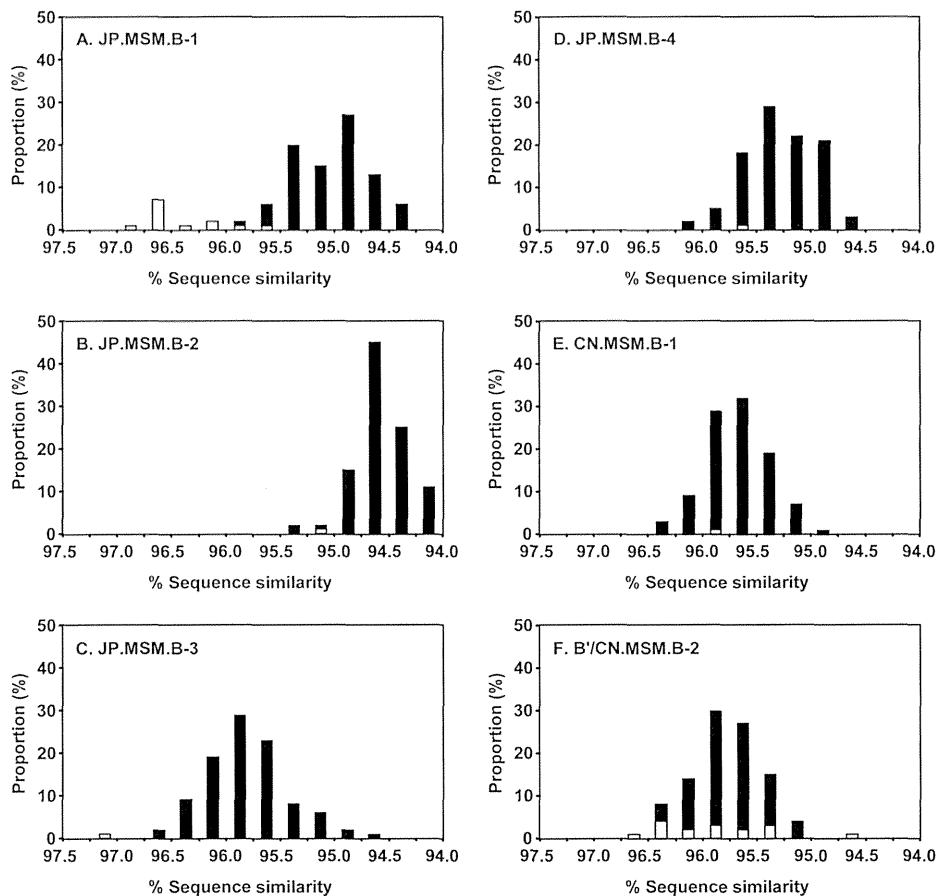 A. JP.MSM.B-1
Proportion (%)
50
40
30
20
10
0
97.5 97.0 96.5 96.0 95.5 95.0 94.5 94.0
% Sequence similarity
D. JP.MSM.B-4
Proportion (%)
50
40
30
20
10
0
97.5 97.0 96.5 96.0 95.5 95.0 94.5 94.0
% Sequence similarity
B. JP.MSM.B-2
Proportion (%)
50
40
30
20
10
0
97.5 97.0 96.5 96.0 95.5 95.0 94.5 94.0
% Sequence similarity
E. CN.MSM.B-1
Proportion (%)
50
40
30
20
10
0
97.5 97.0 96.5 96.0 95.5 95.0 94.5 94.0
% Sequence similarity
C. JP.MSM.B-3
Proportion (%)
50
40
30
20
10
0
97.5 97.0 96.5 96.0 95.5 95.0 94.5 94.0
% Sequence similarity
F. B'/CN.MSM.B-2
Proportion (%)
50
40
30
20
10
0
97.5 97.0 96.5 96.0 95.5 95.0 94.5 94.0
% Sequence similarity